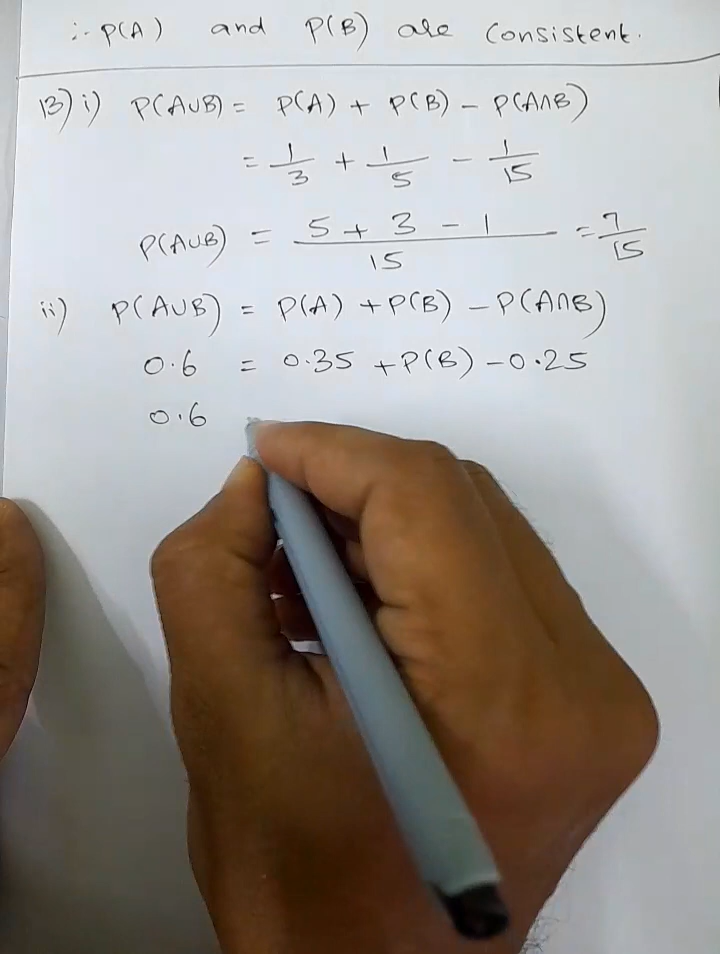 ∴ P(A) and P(B) are Consistent.
13) i) P(A∪B) = P(A) + P(B) - P(A∩B)
= 1/3 + 1/5 - 1/15
P(A∪B) = 5 + 3 - 1 / 15 = 7/15
ii) P(A∪B) = P(A) + P(B) - P(A∩B)
0.6 = 0.35 + P(B) - 0.25
0.6